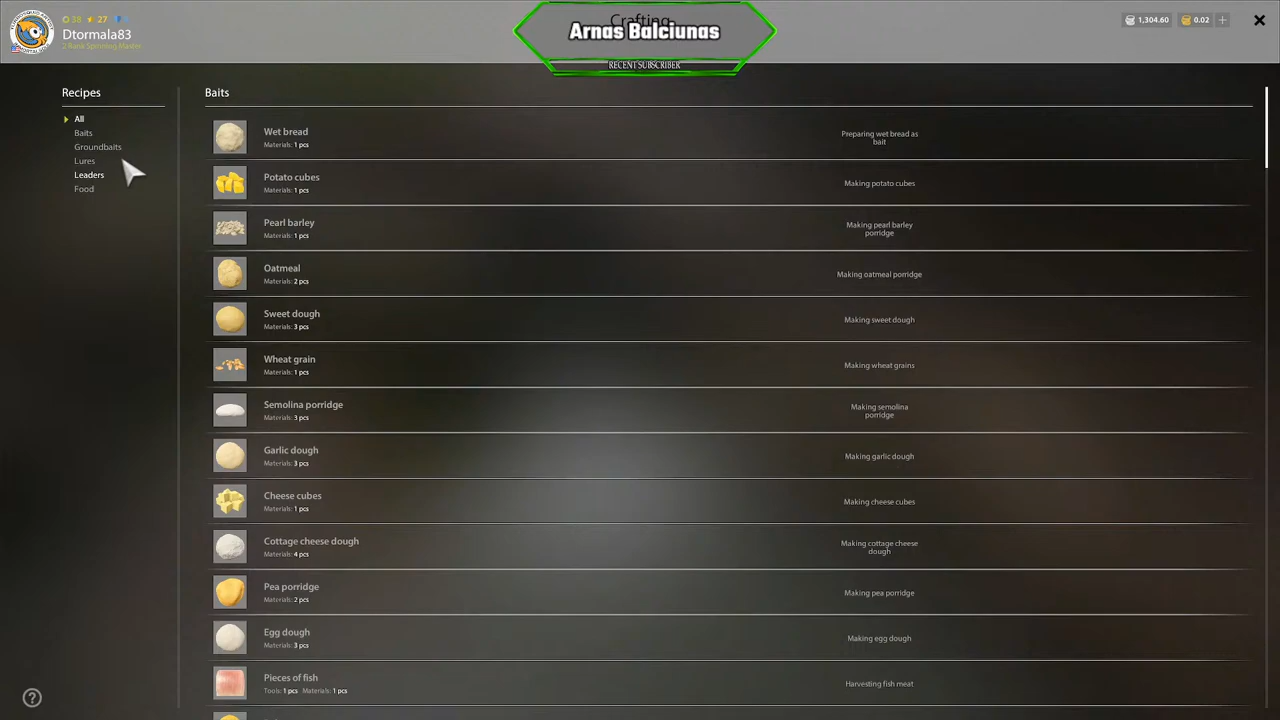 38 27
Dtormala83
2 Rank Spinning Master
Crafting
Arnas Balciunas
RECENT SUBSCRIBER
1,304.60
0.02
Recipes
All
Baits
Groundbaits
Lures
Leaders
Food
Baits
Wet bread
Materials: 1 pcs
Preparing wet bread as
bait
Potato cubes
Materials: 1 pcs
Making potato cubes
Pearl barley
Materials: 1 pcs
Making pearl barley
porridge
Oatmeal
Materials: 2 pcs
Making oatmeal porridge
Sweet dough
Materials: 3 pcs
Making sweet dough
Wheat grain
Materials: 1 pcs
Making wheat grains
Semolina porridge
Materials: 3 pcs
Making semolina
porridge
Garlic dough
Materials: 3 pcs
Making garlic dough
Cheese cubes
Materials: 1 pcs
Making cheese cubes
Cottage cheese dough
Materials: 4 pcs
Making cottage cheese
dough
Pea porridge
Materials: 2 pcs
Making pea porridge
Egg dough
Materials: 3 pcs
Making egg dough
Pieces of fish
Tools: 1 pcs Materials: 1 pcs
Harvesting fish meat